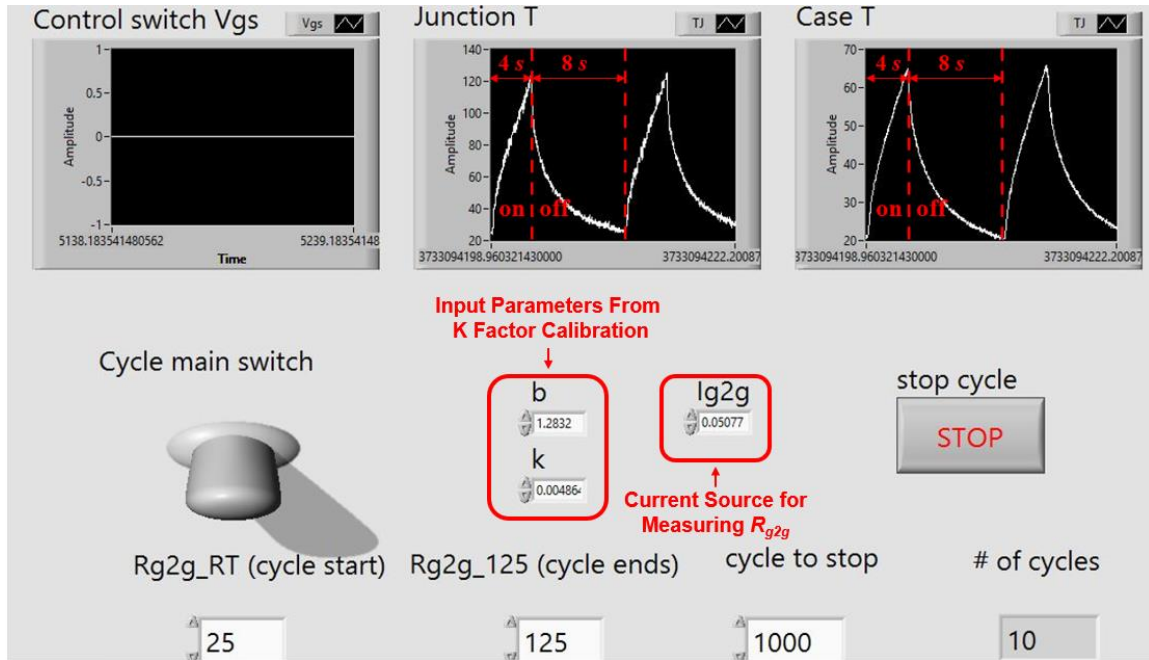 Control switch Vgs
Vgs
Junction T
TJ
Case T
TJ
1
0.5
0
-0.5
-1
Amplitude
5138.183541480562
5239.18354148
Time
140
120
100
80
60
40
20
Amplitude
4 s
8 s
on
off
3733094198.960321430000
3733094222.20087
70
60
50
40
30
20
Amplitude
4 s
8 s
on
off
3733094198.960321430000
3733094222.20087
Input Parameters From
K Factor Calibration
Cycle main switch
b
1.2832
k
0.004864
Ig2g
0.05077
Current Source for
Measuring Rg2g
stop cycle
STOP
Rg2g_RT (cycle start)
Rg2g_125 (cycle ends)
cycle to stop
# of cycles
25
125
1000
10